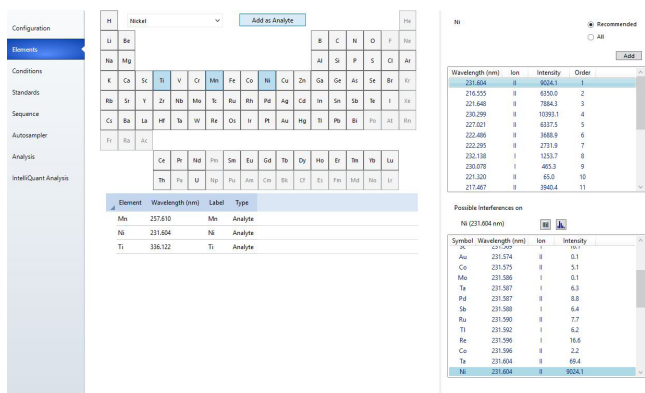 Configuration
Elements
Conditions
Standards
Sequence
Autosampler
Analysis
IntelliQuant Analysis
H Nickel Add as Analyte He
Li Be B C N O F Ne
Na Mg Al Si P S Cl Ar
K Ca Sc Ti V Cr Mn Fe Co Ni Cu Zn Ga Ge As Se Br Kr
Rb Sr Y Zr Nb Mo Tc Ru Rh Pd Ag Cd In Sn Sb Te I Xe
Cs Ba La Hf Ta W Re Os Ir Pt Au Hg Tl Pb Bi Po At Rn
Fr Ra Ac
Ce Pr Nd Pm Sm Eu Gd Tb Dy Ho Er Tm Yb Lu
Th Pa U Np Pu Am Cm Bk Cf Es Fm Md No Lr
Element Wavelength (nm) Label Type
Mn 257.610 Mn Analyte
Ni 231.604 Ni Analyte
Ti 336.122 Ti Analyte
Ni
Recommended
All
Add
Wavelength (nm) Ion Intensity Order
231.604 II 9024.1 1
216.555 II 6350.0 2
221.648 II 7884.3 3
230.299 II 10393.1 4
227.021 II 6337.5 5
222.486 II 3688.9 6
222.295 II 2731.9 7
232.138 I 1253.7 8
230.078 I 465.3 9
221.320 II 65.0 10
217.467 II 3940.4 11
Possible Interferences on
Ni (231.604 nm)
Symbol Wavelength (nm) Ion Intensity
Au 231.574 II 0.1
Co 231.575 II 5.1
Mo 231.586 I 0.1
Ta 231.587 I 6.3
Pd 231.587 II 8.8
Sb 231.588 I 6.4
Ru 231.590 II 7.7
Tl 231.592 I 6.2
Re 231.596 I 16.6
Co 231.596 II 2.2
Ta 231.604 II 69.4
Ni 231.604 II 9024.1